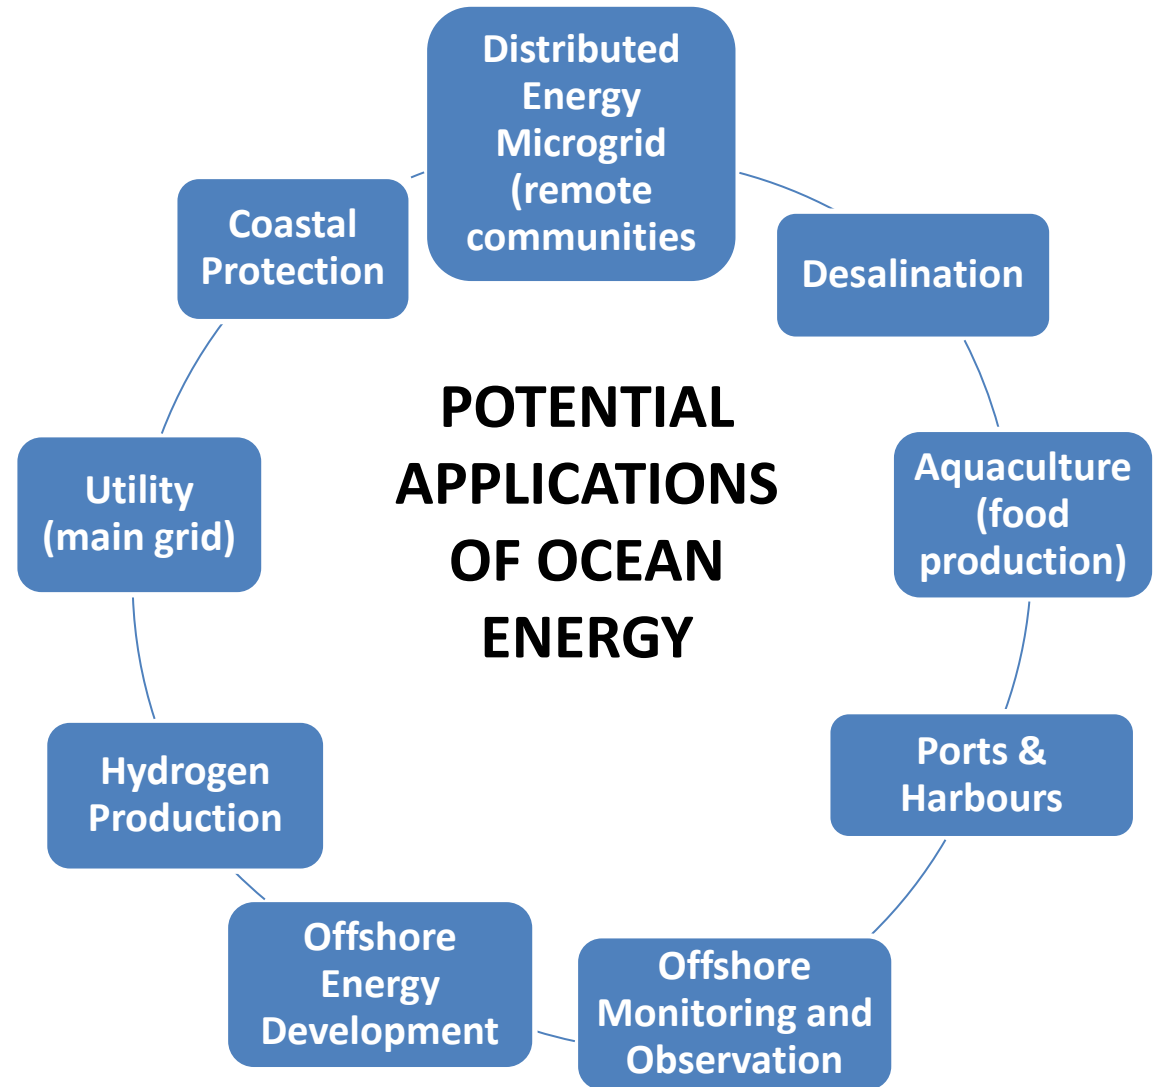 Distributed
Energy
Microgrid
(remote
communities
Desalination
Aquaculture
(food
production)
Ports &
Harbours
Offshore
Monitoring and
Observation
Offshore
Energy
Development
Hydrogen
Production
Utility
(main grid)
Coastal
Protection
POTENTIAL
APPLICATIONS
OF OCEAN
ENERGY